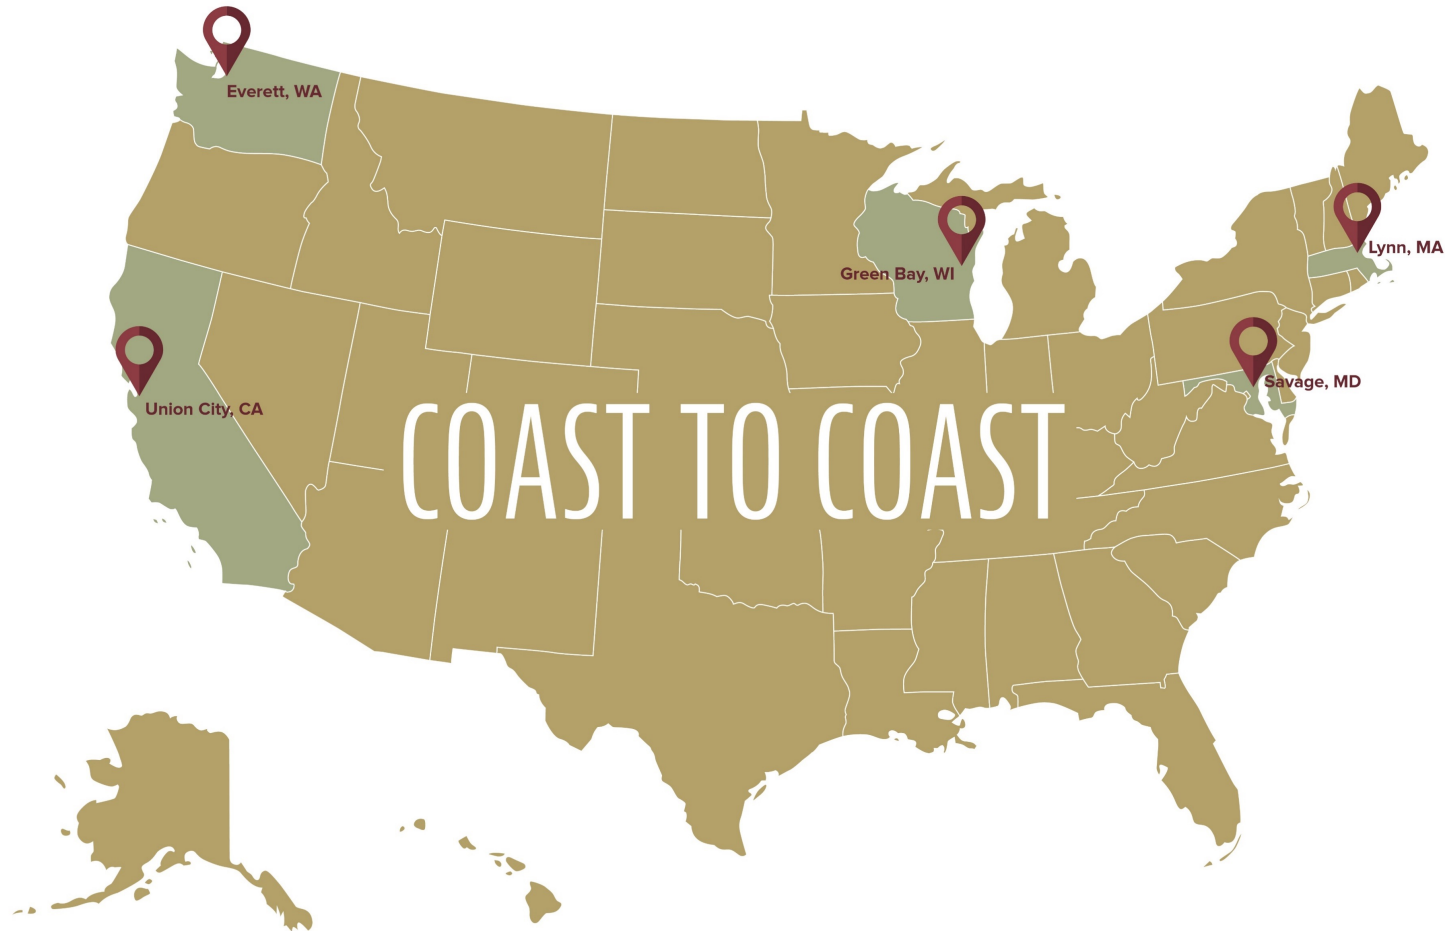 Everett, WA
Lynn, MA
Green Bay, WI
Savage, MD
Union City, CA
COAST TO COAST